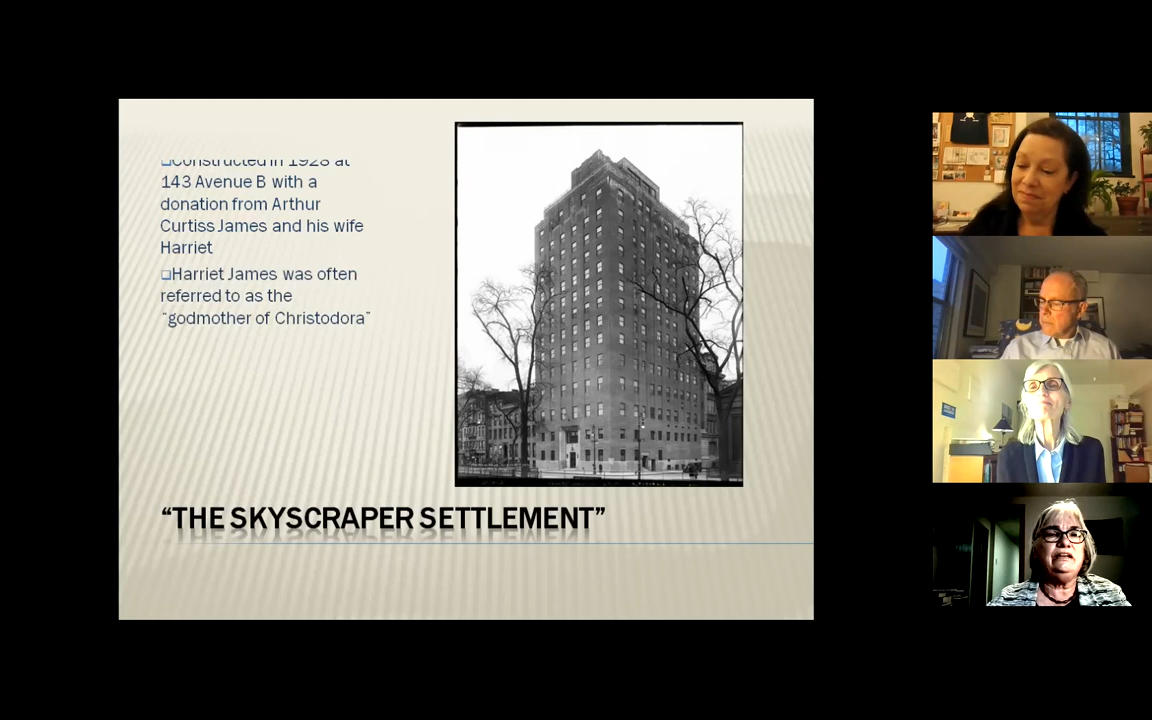 Constructed in 1928 at
143 Avenue B with a
donation from Arthur
Curtiss James and his wife
Harriet
Harriet James was often
referred to as the
"godmother of Christodora"
"THE SKYSCRAPER SETTLEMENT"